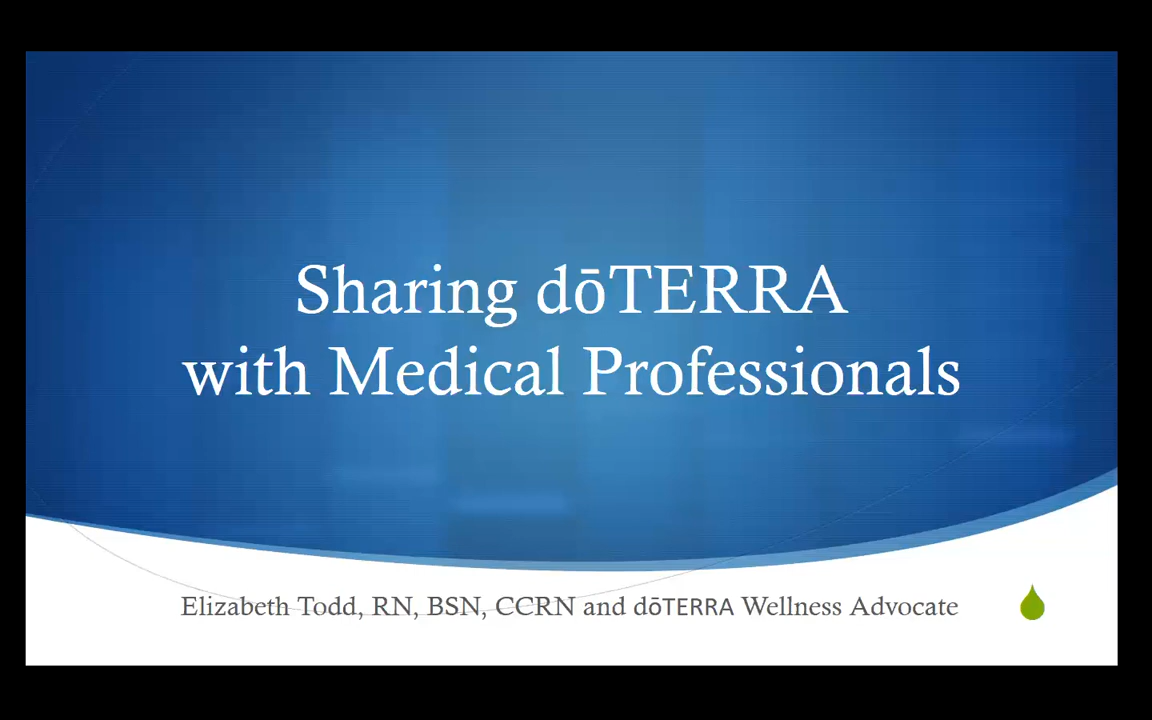 Sharing dōTERRA
with Medical Professionals
Elizabeth Todd, RN, BSN, CCRN and dōTERRA Wellness Advocate